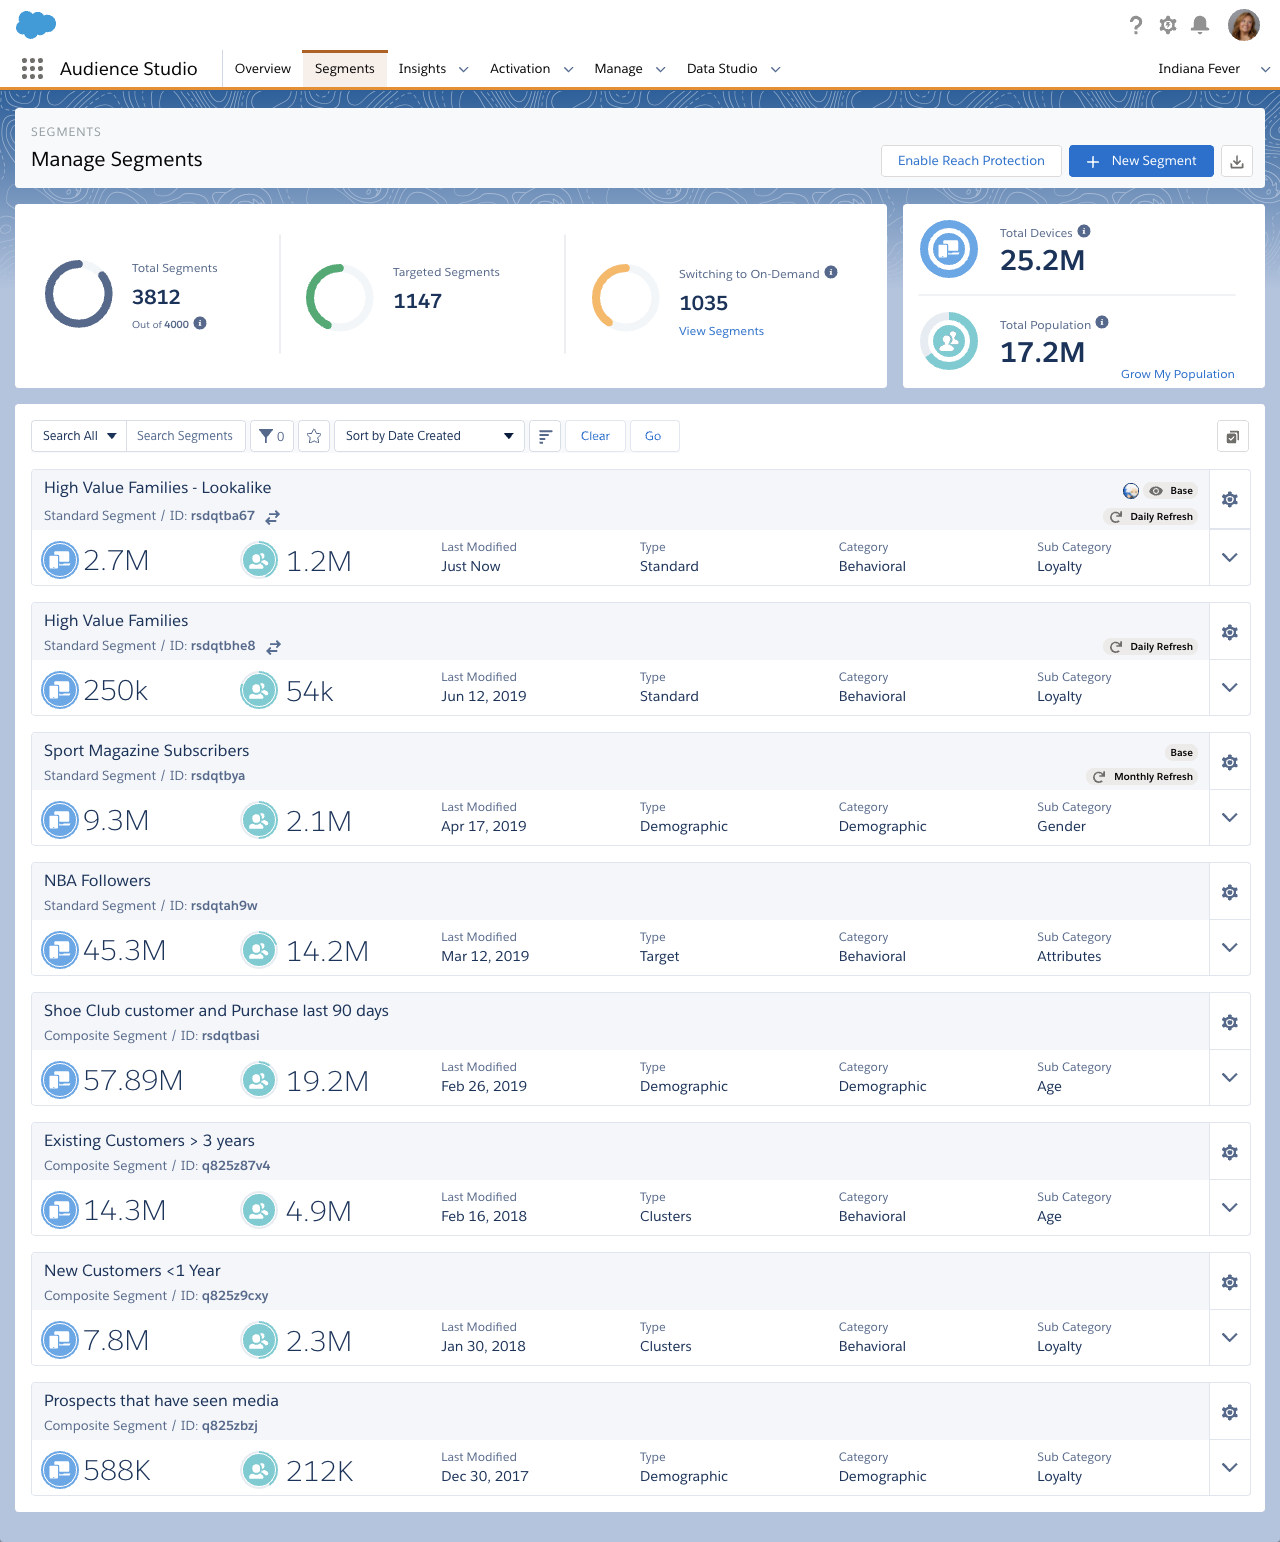 Audience Studio
Overview
Segments
Insights
Activation
Manage
Data Studio
Indiana Fever
SEGMENTS
Manage Segments
Enable Reach Protection
New Segment
Total Segments
3812
Out of 4000
Targeted Segments
1147
Switching to On-Demand
1035
View Segments
Total Devices
25.2M
Total Population
17.2M
Grow My Population
Search All
Search Segments
0
Sort by Date Created
Clear
Go
High Value Families - Lookalike
Base
Standard Segment / ID: rsdqtba67
Daily Refresh
2.7M
1.2M
Last Modified
Just Now
Type
Standard
Category
Behavioral
Sub Category
Loyalty
High Value Families
Standard Segment / ID: rsdqtbhe8
Daily Refresh
250k
54k
Last Modified
Jun 12, 2019
Type
Standard
Category
Behavioral
Sub Category
Loyalty
Sport Magazine Subscribers
Base
Standard Segment / ID: rsdqtbya
Monthly Refresh
9.3M
2.1M
Last Modified
Apr 17, 2019
Type
Demographic
Category
Demographic
Sub Category
Gender
NBA Followers
Standard Segment / ID: rsdqtah9w
45.3M
14.2M
Last Modified
Mar 12, 2019
Type
Target
Category
Behavioral
Sub Category
Attributes
Shoe Club customer and Purchase last 90 days
Composite Segment / ID: rsdqtbasi
57.89M
19.2M
Last Modified
Feb 26, 2019
Type
Demographic
Category
Demographic
Sub Category
Age
Existing Customers > 3 years
Composite Segment / ID: q825z87v4
14.3M
4.9M
Last Modified
Feb 16, 2018
Type
Clusters
Category
Behavioral
Sub Category
Age
New Customers <1 Year
Composite Segment / ID: q825z9cxy
7.8M
2.3M
Last Modified
Jan 30, 2018
Type
Clusters
Category
Behavioral
Sub Category
Loyalty
Prospects that have seen media
Composite Segment / ID: q825zbzj
588K
212K
Last Modified
Dec 30, 2017
Type
Demographic
Category
Demographic
Sub Category
Loyalty